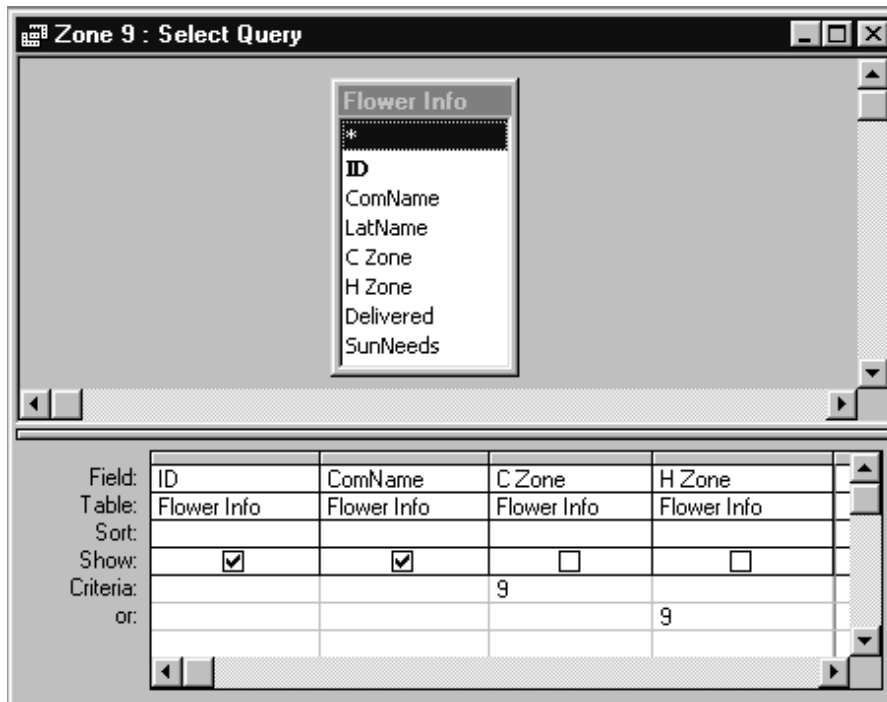 Zone 9 : Select Query
Flower Info
*
ID
ComName
LatName
C Zone
H Zone
Delivered
SunNeeds
Field: ID ComName C Zone H Zone
Table: Flower Info Flower Info Flower Info Flower Info
Sort:
Show:
Criteria: 9
or: 9